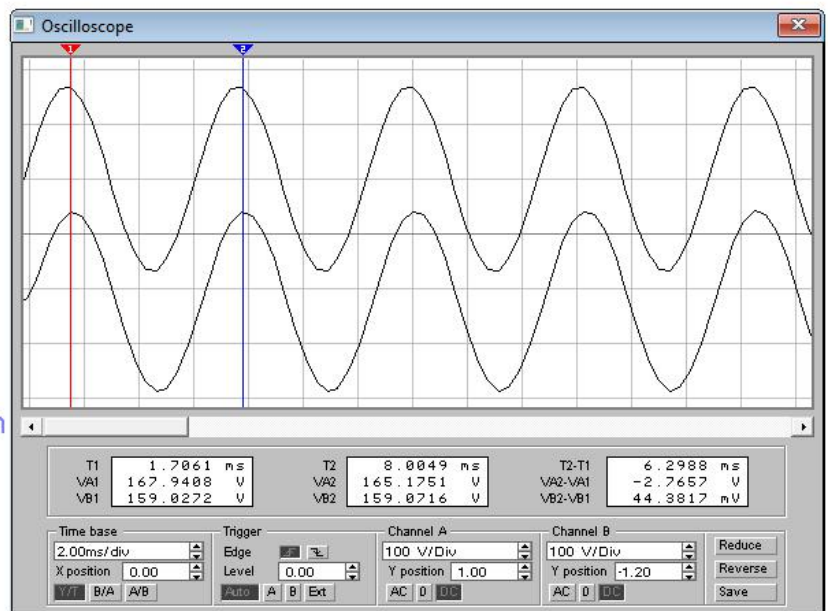 Oscilloscope
1 2
n
T1 1.7061 ms T2 8.0049 ms T2-T1 6.2988 ms
VA1 167.9408 V VA2 165.1751 V VA2-VA1 -2.7657 V
VB1 159.0272 V VB2 159.0716 V VB2-VB1 44.3817 mV
Time base Trigger Channel A Channel B
2.00ms/div Edge 100 V/Div 100 V/Div Reduce
X position 0.00 Level 0.00 Y position 1.00 Y position -1.20 Reverse
Y/T B/A A/B Auto A B Ext AC 0 DC AC 0 DC Save